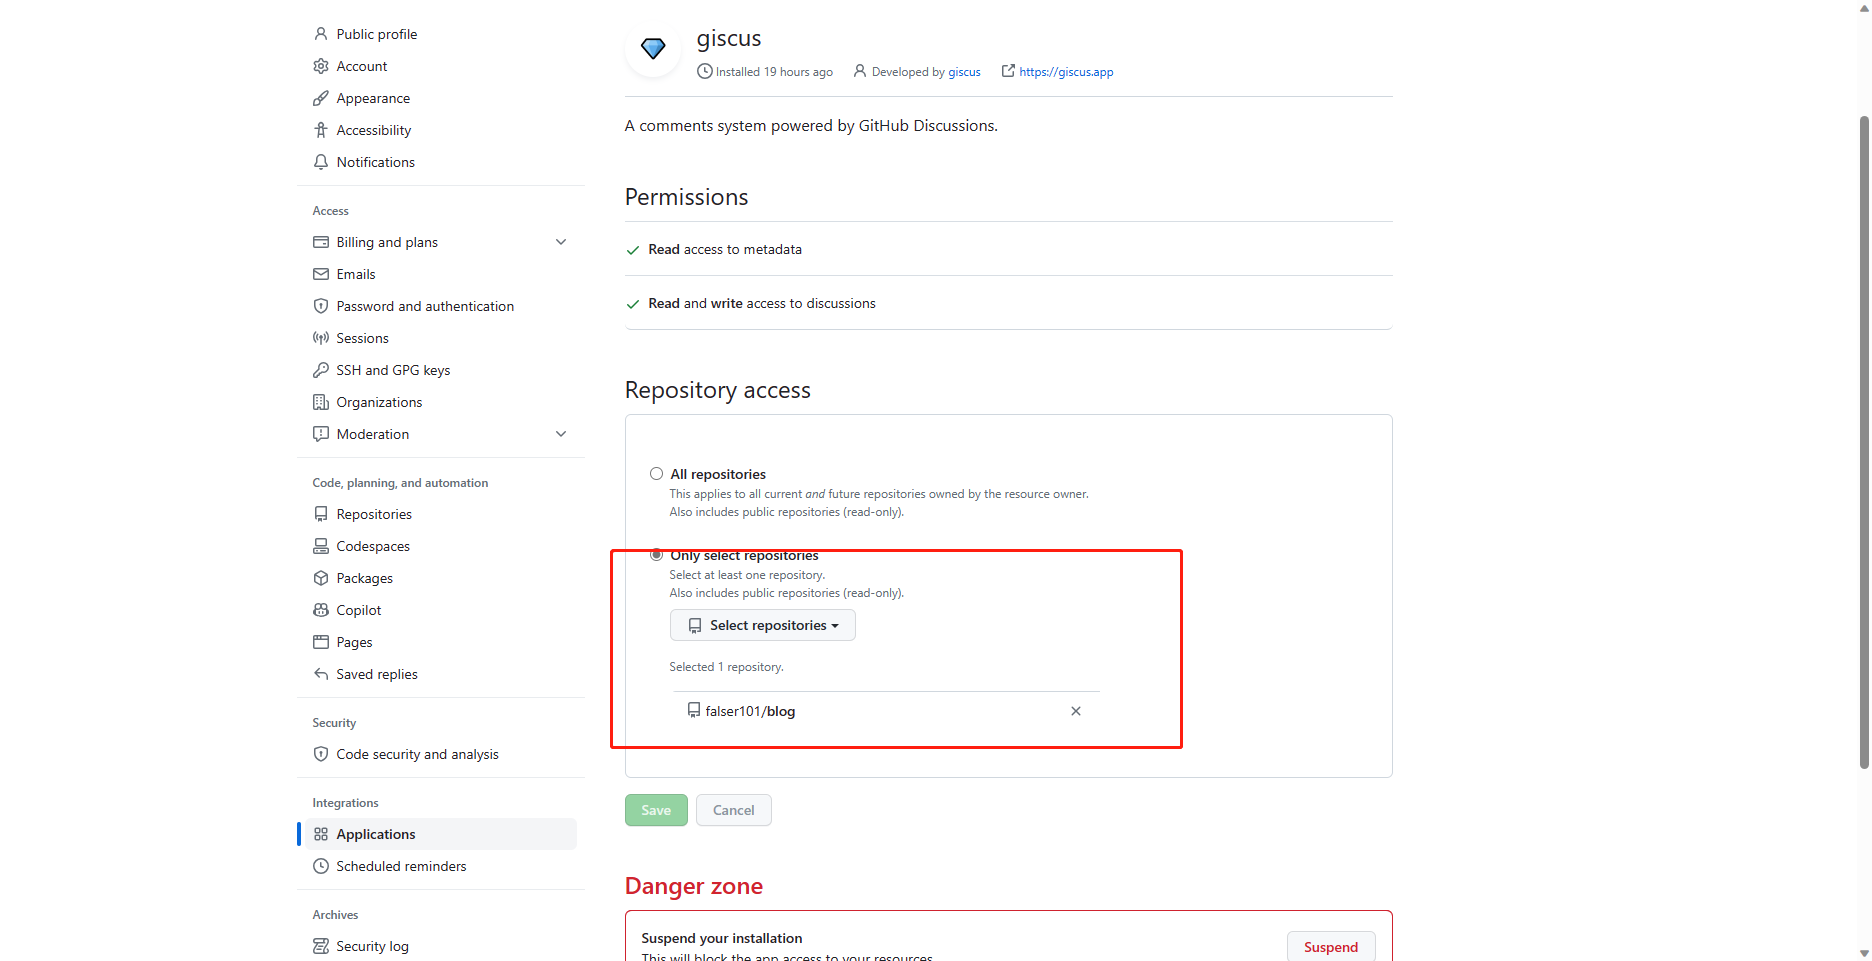 Public profile
Account
Appearance
Accessibility
Notifications
Access
Billing and plans
Emails
Password and authentication
Sessions
SSH and GPG keys
Organizations
Moderation
Code, planning, and automation
Repositories
Codespaces
Packages
Copilot
Pages
Saved replies
Security
Code security and analysis
Integrations
Applications
Scheduled reminders
Archives
Security log
giscus
Installed 19 hours ago Developed by giscus https://giscus.app
A comments system powered by GitHub Discussions.
Permissions
Read access to metadata
Read and write access to discussions
Repository access
All repositories
This applies to all current and future repositories owned by the resource owner.
Also includes public repositories (read-only).
Only select repositories
Select at least one repository.
Also includes public repositories (read-only).
Select repositories
Selected 1 repository.
falser101/blog
Save Cancel
Danger zone
Suspend your installation
Suspend
This will block the app access to your resources.